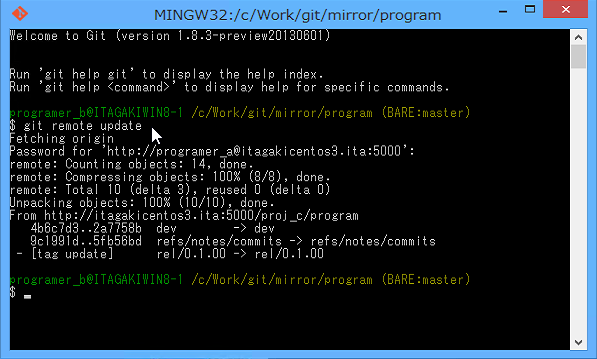 MINGW32:/c/Work/git/mirror/program
Welcome to Git (version 1.8.3-preview20130601)
Run 'git help git' to display the help index.
Run 'git help <command>' to display help for specific commands.
programer_b@ITAGAKIWIN8-1 /c/Work/git/mirror/program (BARE:master)
$ git remote update
Fetching origin
Password for 'http://programer_a@itagakicentos3.ita:5000':
remote: Counting objects: 14, done.
remote: Compressing objects: 100% (8/8), done.
remote: Total 10 (delta 3), reused 0 (delta 0)
Unpacking objects: 100% (10/10), done.
From http://itagakicentos3.ita:5000/proj_c/program
   4b6c7d3..2a7758b  dev        -> dev
   9c1991d..5fb56bd  refs/notes/commits -> refs/notes/commits
 - [tag update]      rel/0.1.00 -> rel/0.1.00
programer_b@ITAGAKIWIN8-1 /c/Work/git/mirror/program (BARE:master)
$